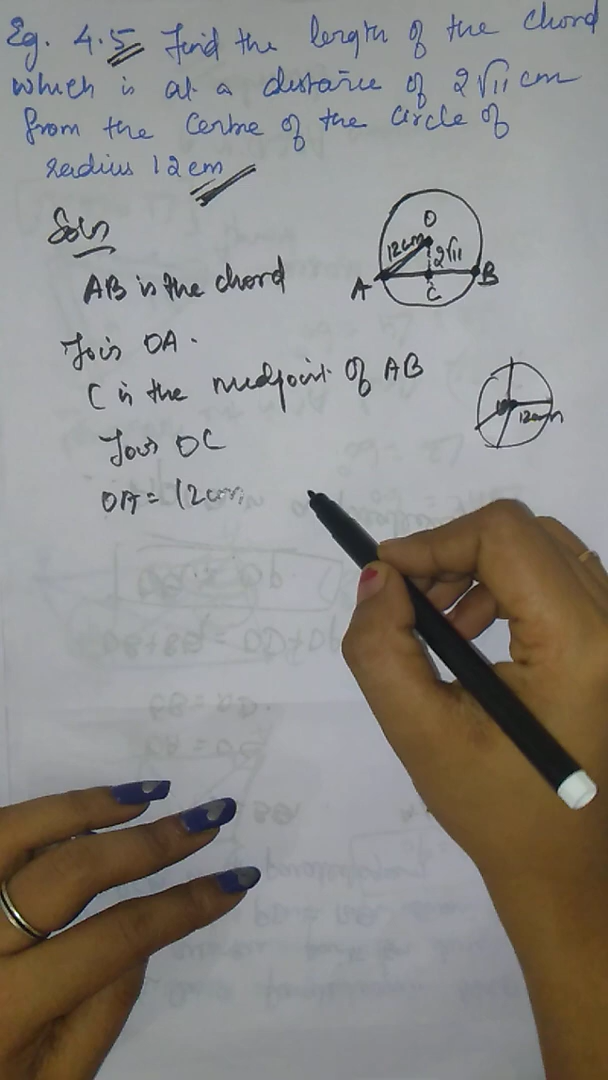 Eg. 4.5 Find the length of the chord
which is at a distance of 2√11 cm
from the centre of the circle of
radius 12 cm
Soln
AB is the chord
Join OA.
C is the midpoint of AB
Join OC
OA = 12cm
O
12cm
2√11
A
C
B
12cm